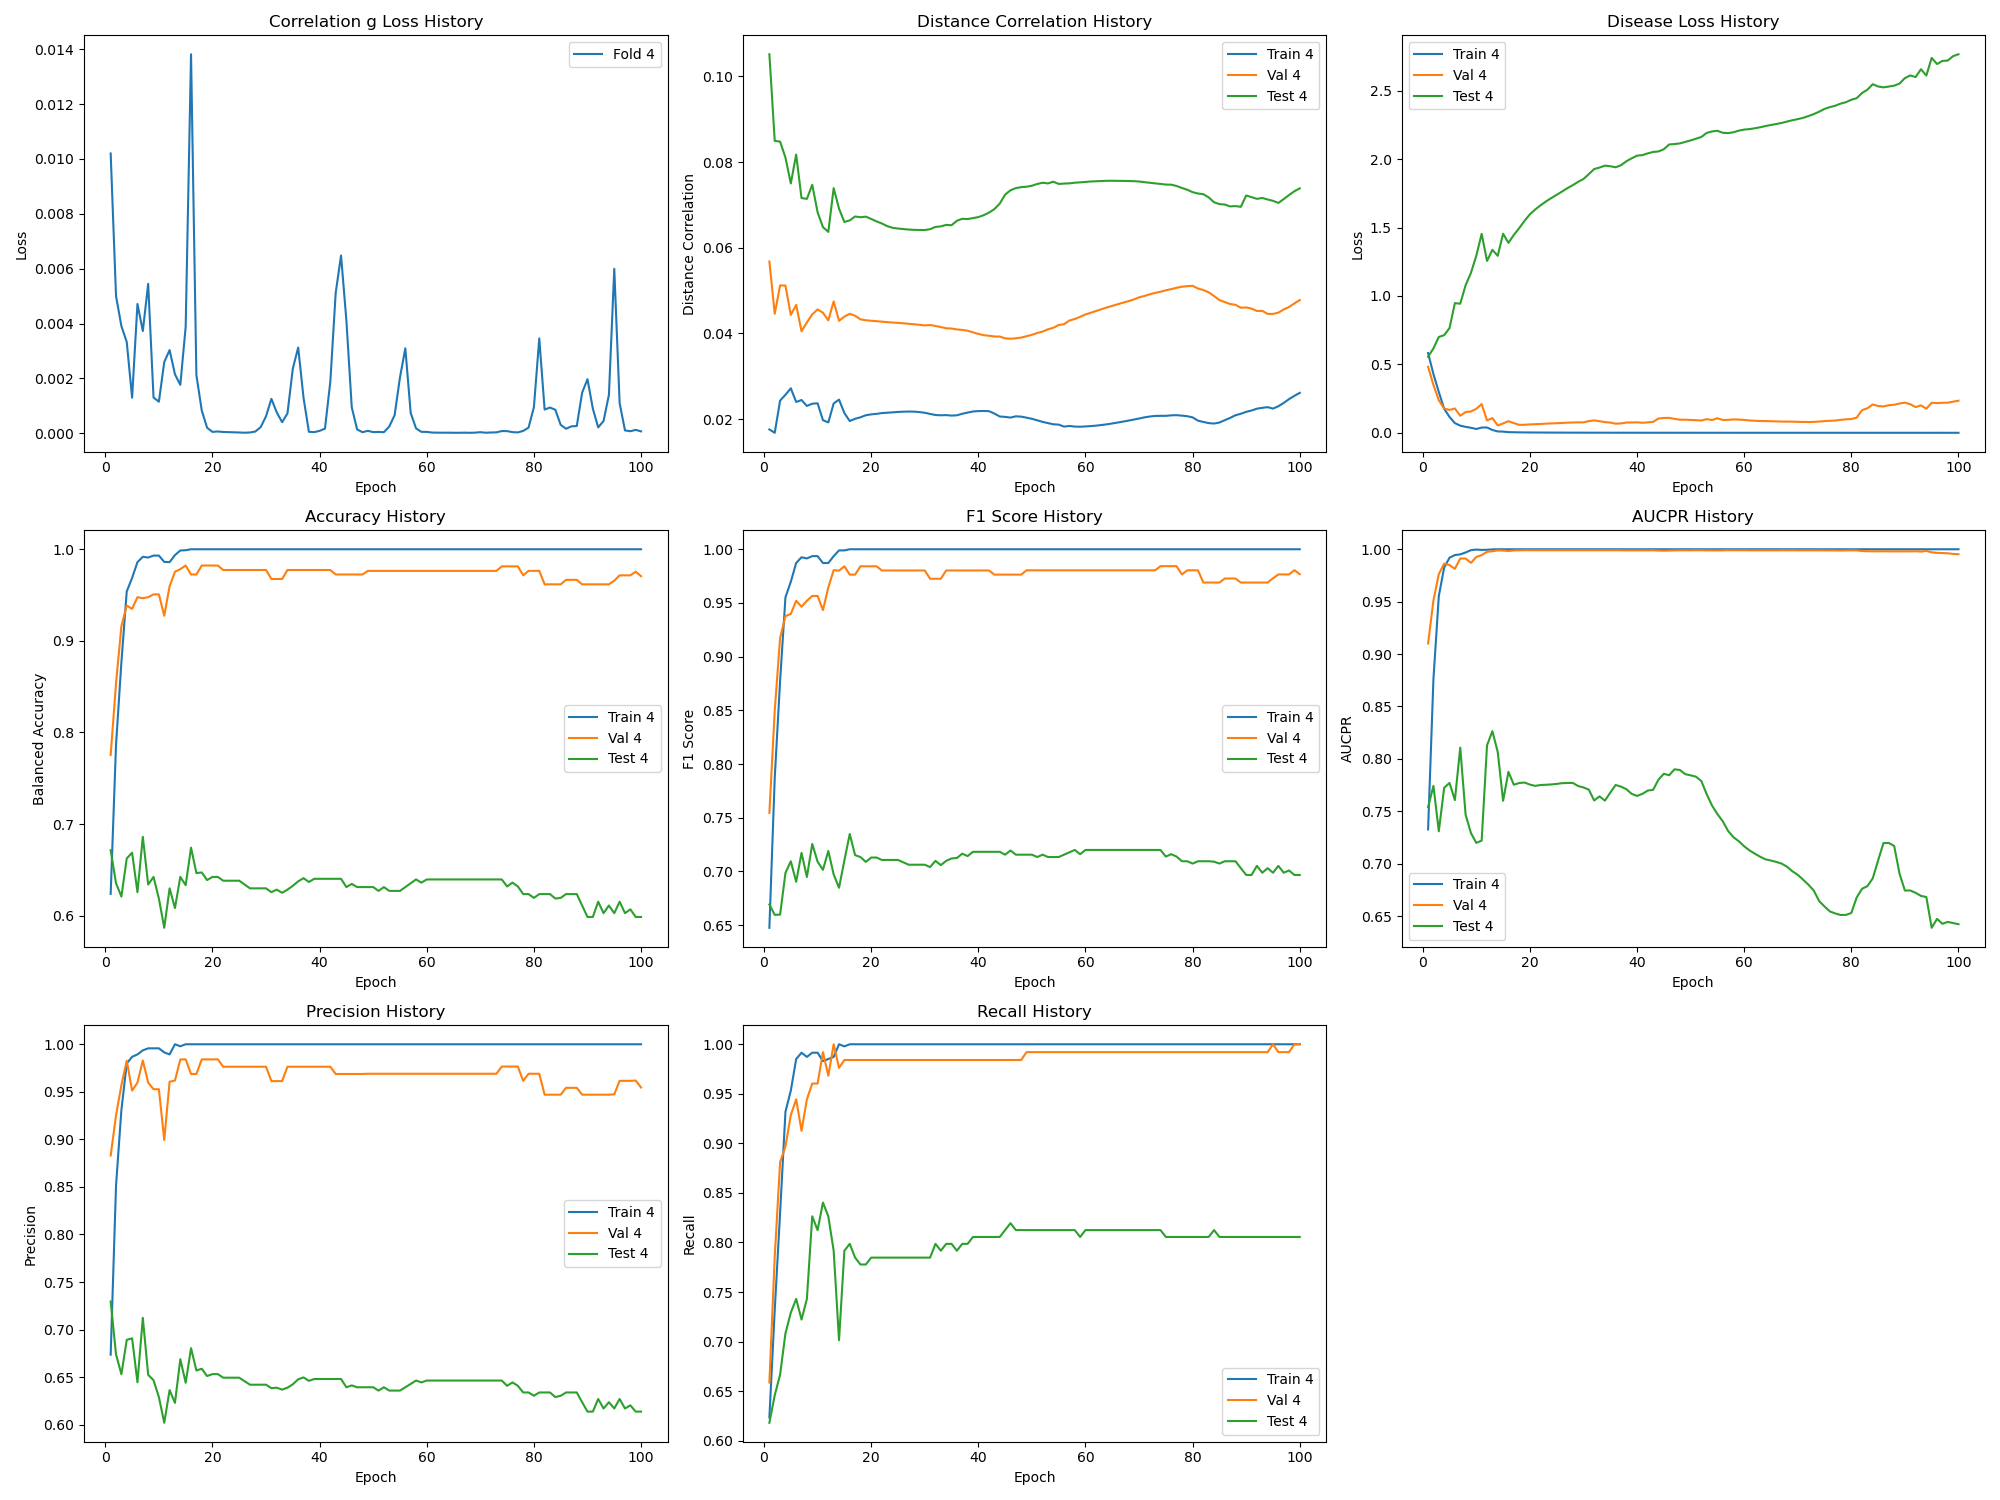 Correlation g Loss History
Loss
0.014
0.012
0.010
0.008
0.006
0.004
0.002
0.000
Fold 4
0 20 40 60 80 100
Epoch
Distance Correlation History
Distance Correlation
0.10
0.08
0.06
0.04
0.02
Train 4
Val 4
Test 4
0 20 40 60 80 100
Epoch
Disease Loss History
Loss
2.5
2.0
1.5
1.0
0.5
0.0
Train 4
Val 4
Test 4
0 20 40 60 80 100
Epoch
Accuracy History
Balanced Accuracy
1.0
0.9
0.8
0.7
0.6
Train 4
Val 4
Test 4
0 20 40 60 80 100
Epoch
F1 Score History
F1 Score
1.00
0.95
0.90
0.85
0.80
0.75
0.70
0.65
Train 4
Val 4
Test 4
0 20 40 60 80 100
Epoch
AUCPR History
AUCPR
1.00
0.95
0.90
0.85
0.80
0.75
0.70
0.65
Train 4
Val 4
Test 4
0 20 40 60 80 100
Epoch
Precision History
Precision
1.00
0.95
0.90
0.85
0.80
0.75
0.70
0.65
0.60
Train 4
Val 4
Test 4
0 20 40 60 80 100
Epoch
Recall History
Recall
1.00
0.95
0.90
0.85
0.80
0.75
0.70
0.65
0.60
Train 4
Val 4
Test 4
0 20 40 60 80 100
Epoch